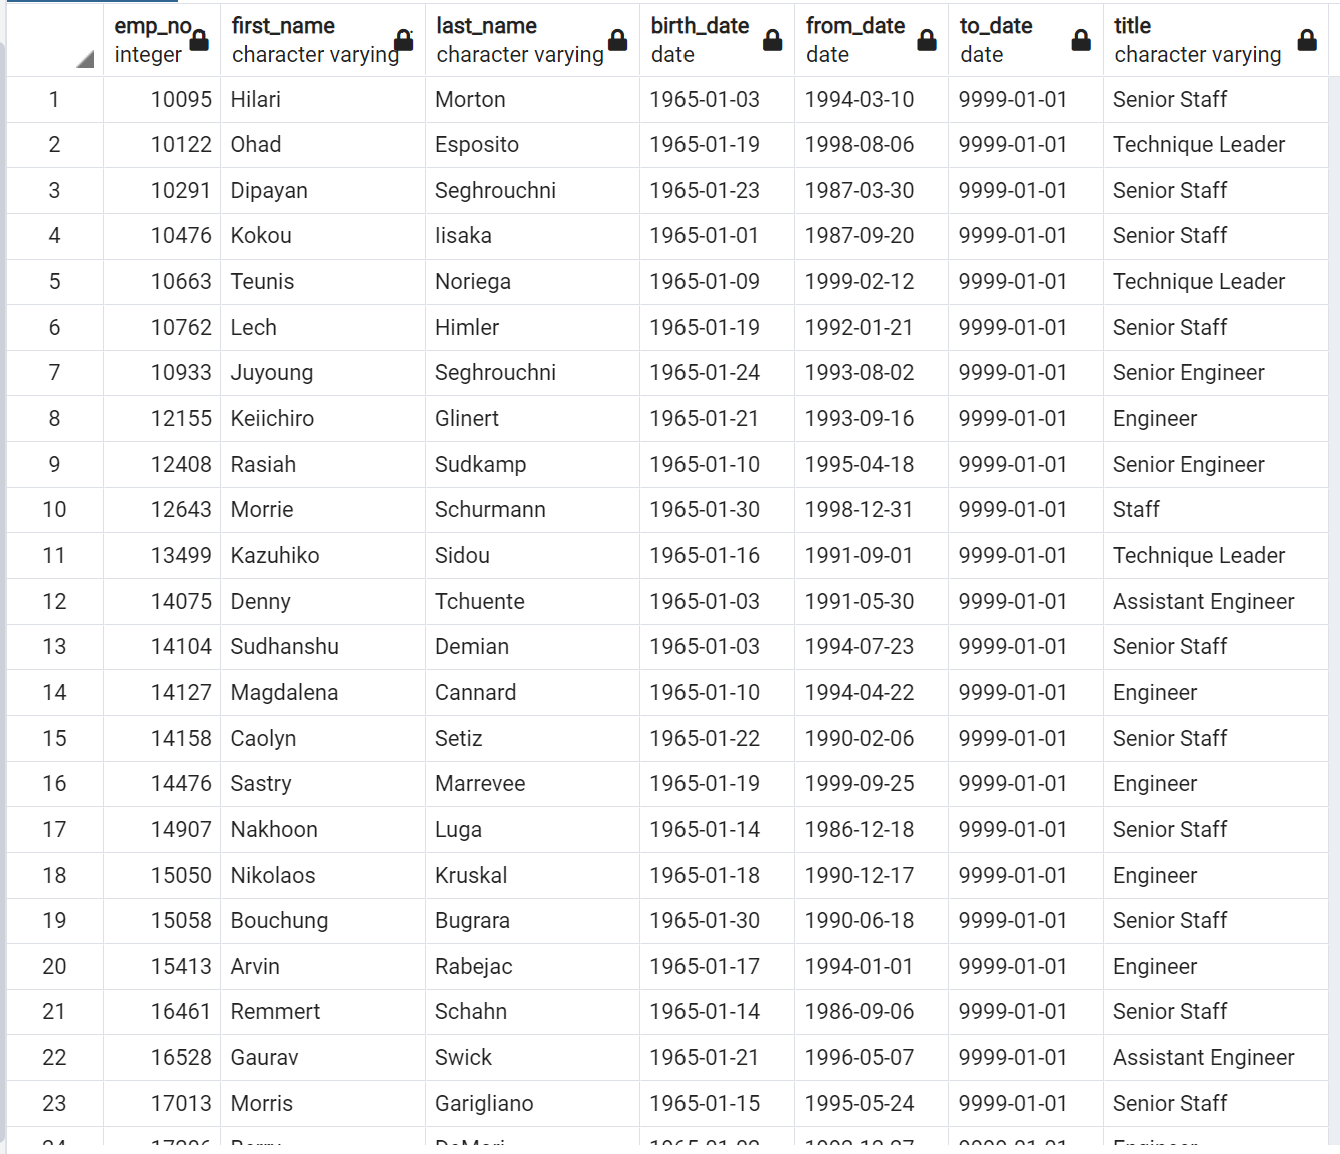 emp_no first_name last_name birth_date from_date to_date title
integer character varying character varying date date date character varying
1 10095 Hilari Morton 1965-01-03 1994-03-10 9999-01-01 Senior Staff
2 10122 Ohad Esposito 1965-01-19 1998-08-06 9999-01-01 Technique Leader
3 10291 Dipayan Seghrouchni 1965-01-23 1987-03-30 9999-01-01 Senior Staff
4 10476 Kokou Iisaka 1965-01-01 1987-09-20 9999-01-01 Senior Staff
5 10663 Teunis Noriega 1965-01-09 1999-02-12 9999-01-01 Technique Leader
6 10762 Lech Himler 1965-01-19 1992-01-21 9999-01-01 Senior Staff
7 10933 Juyoung Seghrouchni 1965-01-24 1993-08-02 9999-01-01 Senior Engineer
8 12155 Keiichiro Glinert 1965-01-21 1993-09-16 9999-01-01 Engineer
9 12408 Rasiah Sudkamp 1965-01-10 1995-04-18 9999-01-01 Senior Engineer
10 12643 Morrie Schurmann 1965-01-30 1998-12-31 9999-01-01 Staff
11 13499 Kazuhiko Sidou 1965-01-16 1991-09-01 9999-01-01 Technique Leader
12 14075 Denny Tchuente 1965-01-03 1991-05-30 9999-01-01 Assistant Engineer
13 14104 Sudhanshu Demian 1965-01-03 1994-07-23 9999-01-01 Senior Staff
14 14127 Magdalena Cannard 1965-01-10 1994-04-22 9999-01-01 Engineer
15 14158 Caolyn Setiz 1965-01-22 1990-02-06 9999-01-01 Senior Staff
16 14476 Sastry Marrevee 1965-01-19 1999-09-25 9999-01-01 Engineer
17 14907 Nakhoon Luga 1965-01-14 1986-12-18 9999-01-01 Senior Staff
18 15050 Nikolaos Kruskal 1965-01-18 1990-12-17 9999-01-01 Engineer
19 15058 Bouchung Bugrara 1965-01-30 1990-06-18 9999-01-01 Senior Staff
20 15413 Arvin Rabejac 1965-01-17 1994-01-01 9999-01-01 Engineer
21 16461 Remmert Schahn 1965-01-14 1986-09-06 9999-01-01 Senior Staff
22 16528 Gaurav Swick 1965-01-21 1996-05-07 9999-01-01 Assistant Engineer
23 17013 Morris Garigliano 1965-01-15 1995-05-24 9999-01-01 Senior Staff